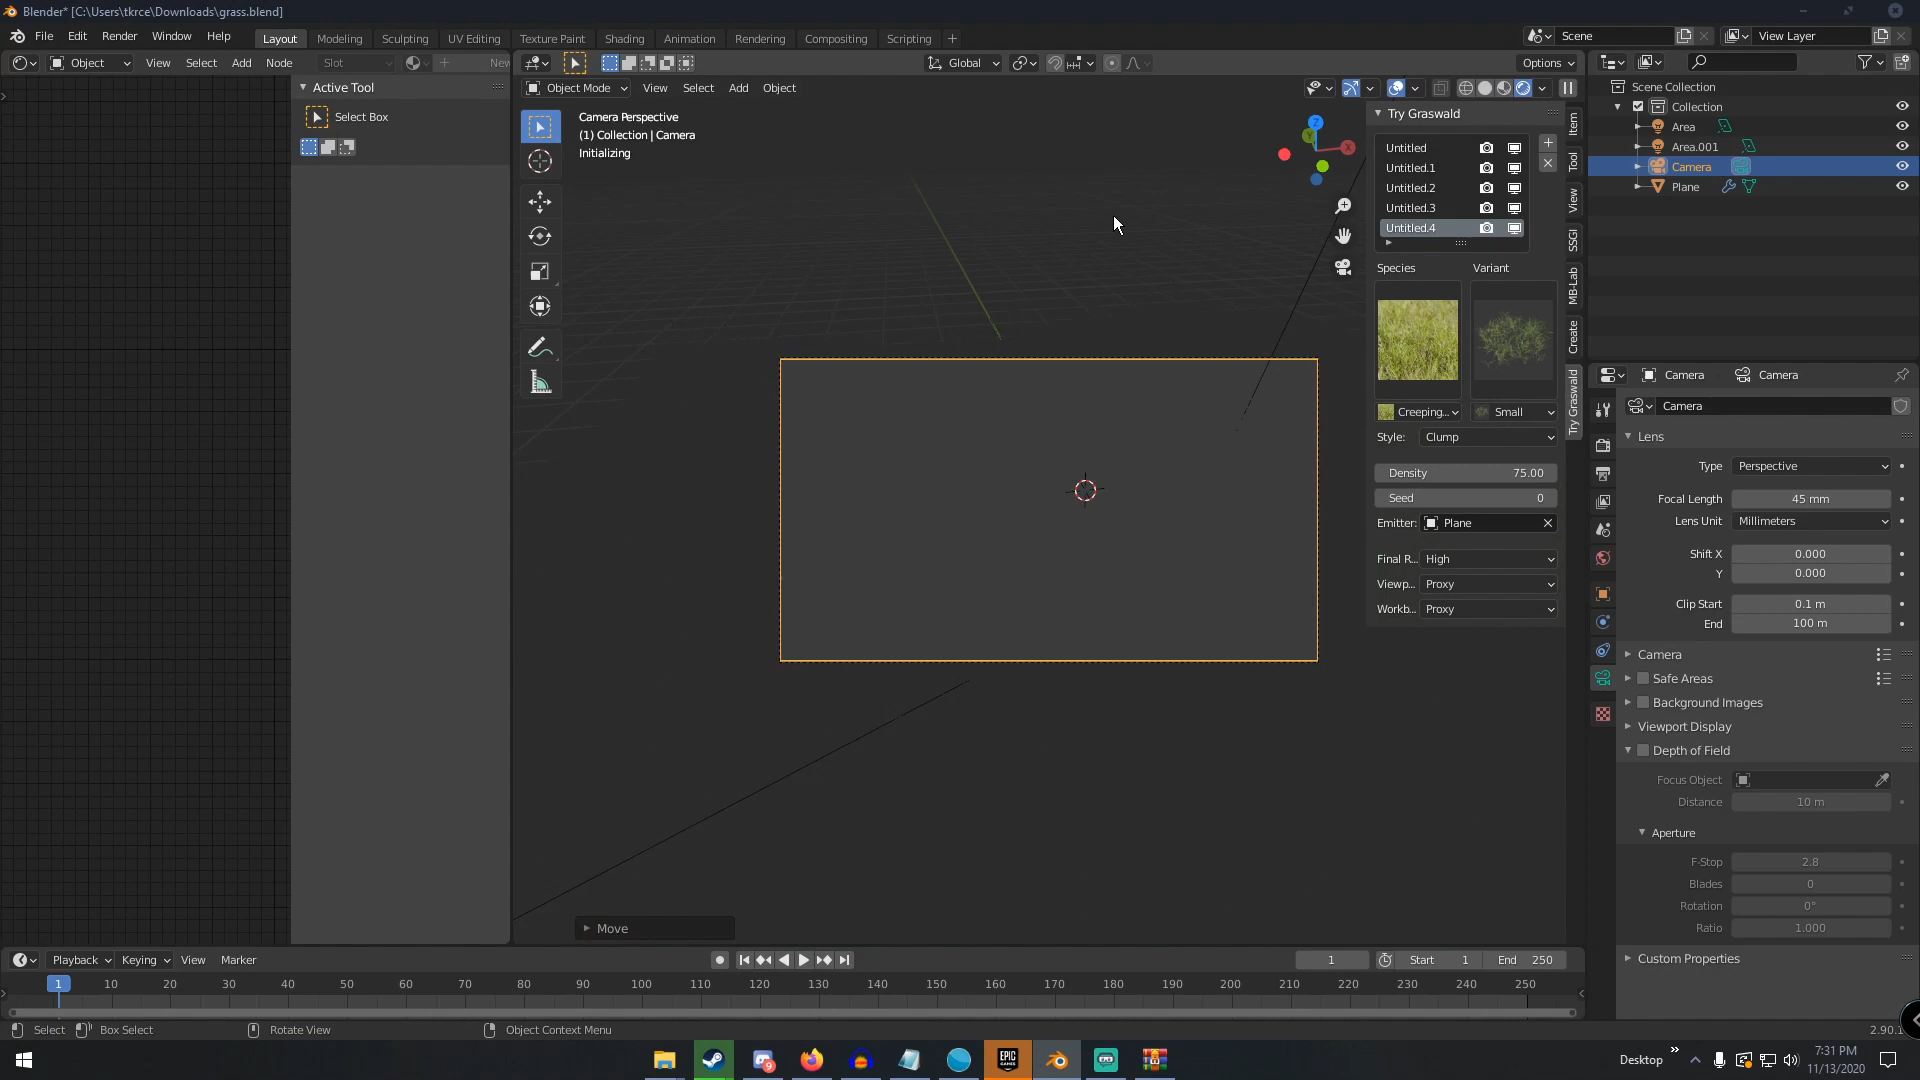 Blender* [C:\Users\tkrce\Downloads\grass.blend]
File Edit Render Window Help Layout Modeling Sculpting UV Editing Texture Paint Shading Animation Rendering Compositing Scripting + Scene View Layer
Object View Select Add Object Node Slot New Global Options
Active Tool Object Mode View Select Add Object
Select Box
Camera Perspective
(1) Collection | Camera
Initializing
Try Graswald
Untitled
Untitled.1
Untitled.2
Untitled.3
Untitled.4
Species Variant
Creeping... Small
Style: Clump
Density 75.00
Seed 0
Emitter: Plane
Final R... High
Viewp... Proxy
Workb... Proxy
Item
Tool
View
SSGI
MB-Lab
Create
Try Graswald
Scene Collection
Collection
Area
Area.001
Camera
Plane
Camera Camera
Camera
Lens
Type Perspective
Focal Length 45 mm
Lens Unit Millimeters
Shift X 0.000
Y 0.000
Clip Start 0.1 m
End 100 m
Camera
Safe Areas
Background Images
Viewport Display
Depth of Field
Focus Object
Distance 10 m
Aperture
F-Stop 2.8
Blades 0
Rotation 0°
Ratio 1.000
Custom Properties
Move
Playback Keying View Marker 1 Start 1 End 250
1 10 20 30 40 50 60 70 80 90 100 110 120 130 140 150 160 170 180 190 200 210 220 230 240 250
Select Box Select Rotate View Object Context Menu
EPIC GAMES
Desktop
7:31 PM
11/13/2020